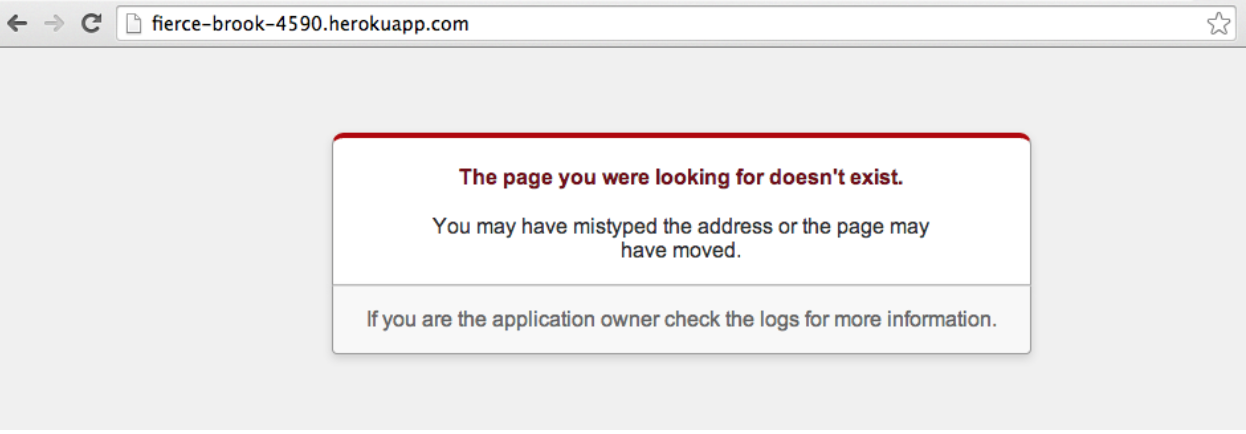 fierce-brook-4590.herokuapp.com
The page you were looking for doesn't exist.
You may have mistyped the address or the page may
have moved.
If you are the application owner check the logs for more information.